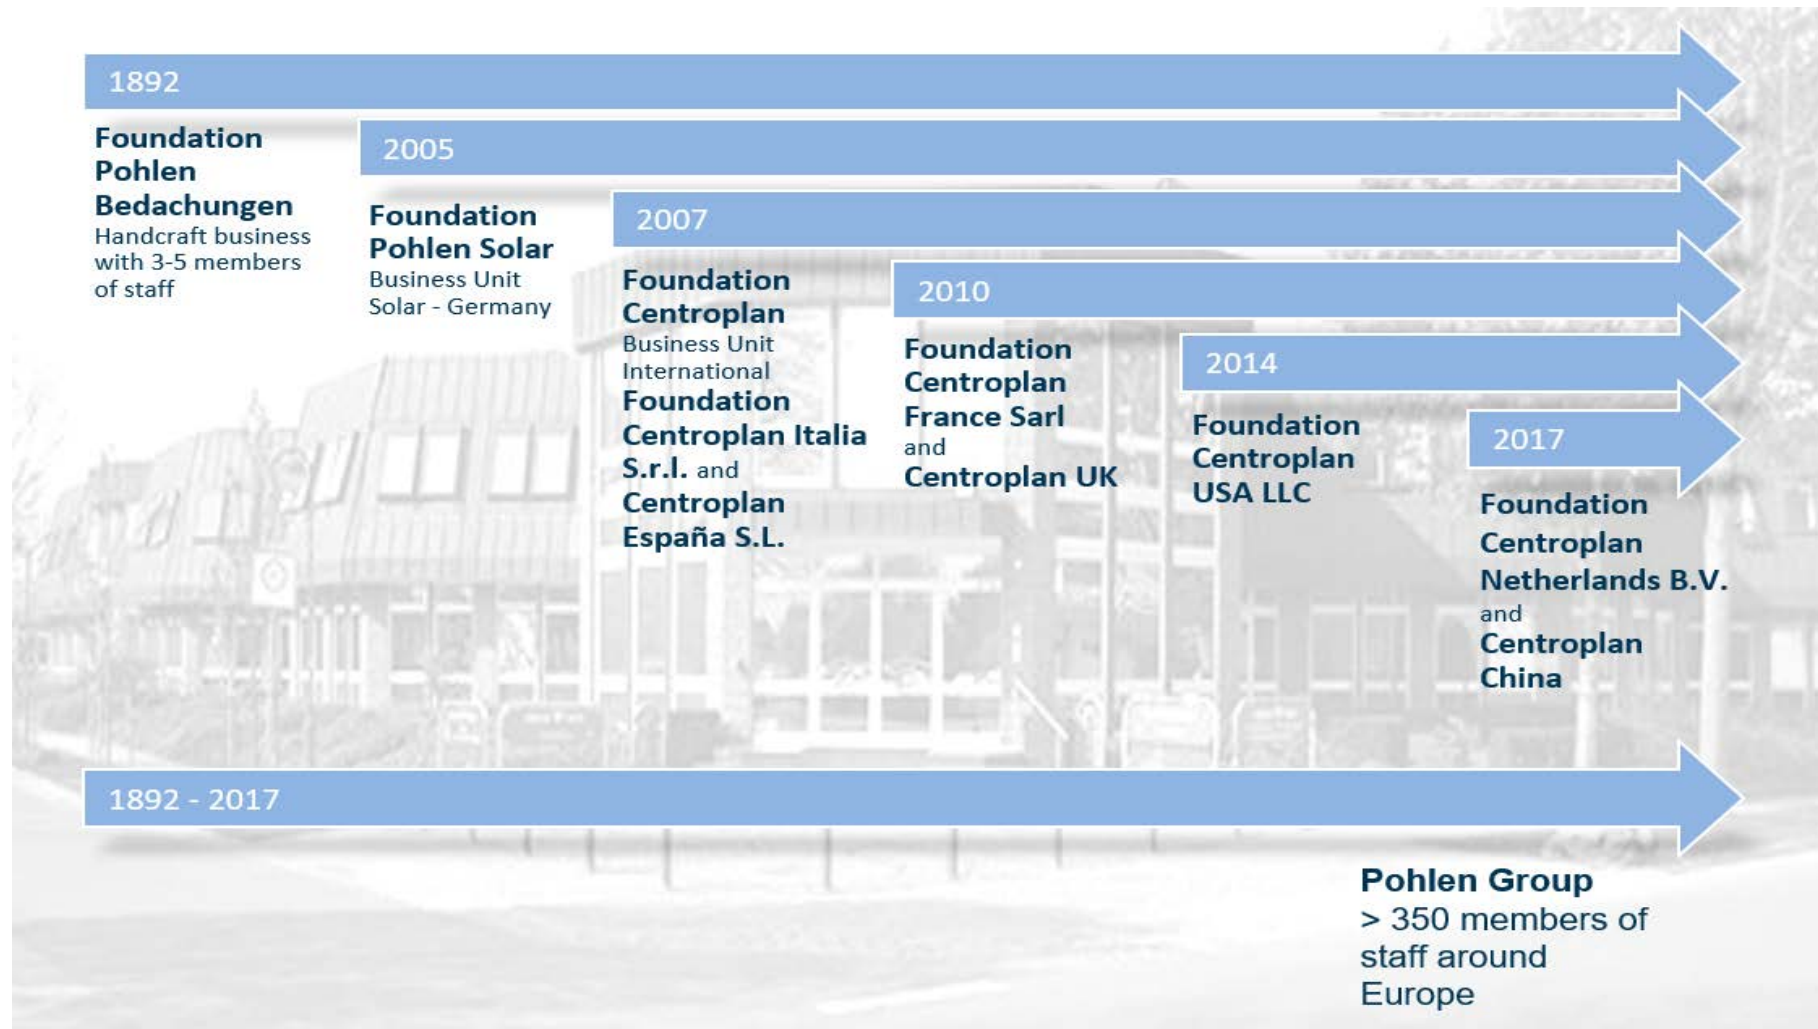 1892
Foundation
Pohlen
Bedachungen
Handcraft business
with 3-5 members
of staff
2005
Foundation
Pohlen Solar
Business Unit
Solar - Germany
2007
Foundation
Centroplan
Business Unit
International
Foundation
Centroplan Italia
S.r.l. and
Centroplan
España S.L.
2010
Foundation
Centroplan
France Sarl
and
Centroplan UK
2014
Foundation
Centroplan
USA LLC
2017
Foundation
Centroplan
Netherlands B.V.
and
Centroplan
China
1892 - 2017
Pohlen Group
> 350 members of
staff around
Europe